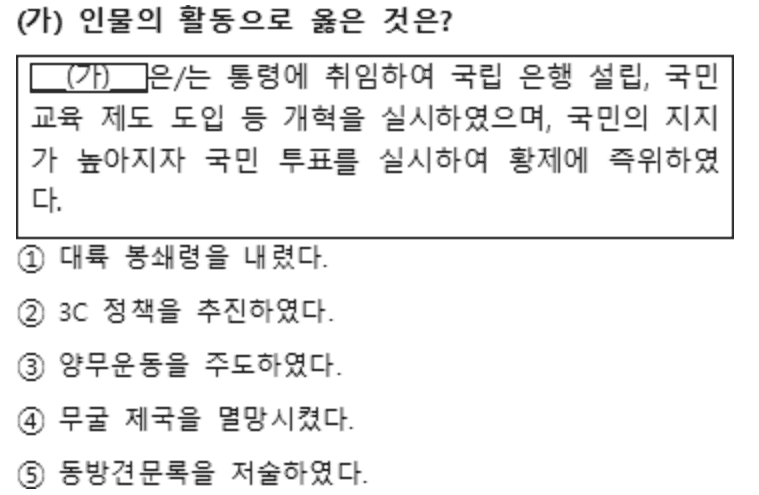 (가) 인물의 활동으로 옳은 것은?
(가) 은/는 통령에 취임하여 국립 은행 설립, 국민
교육 제도 도입 등 개혁을 실시하였으며, 국민의 지지
가 높아지자 국민 투표를 실시하여 황제에 즉위하였
다.
① 대륙 봉쇄령을 내렸다.
② 3C 정책을 추진하였다.
③ 양무운동을 주도하였다.
④ 무굴 제국을 멸망시켰다.
⑤ 동방견문록을 저술하였다.